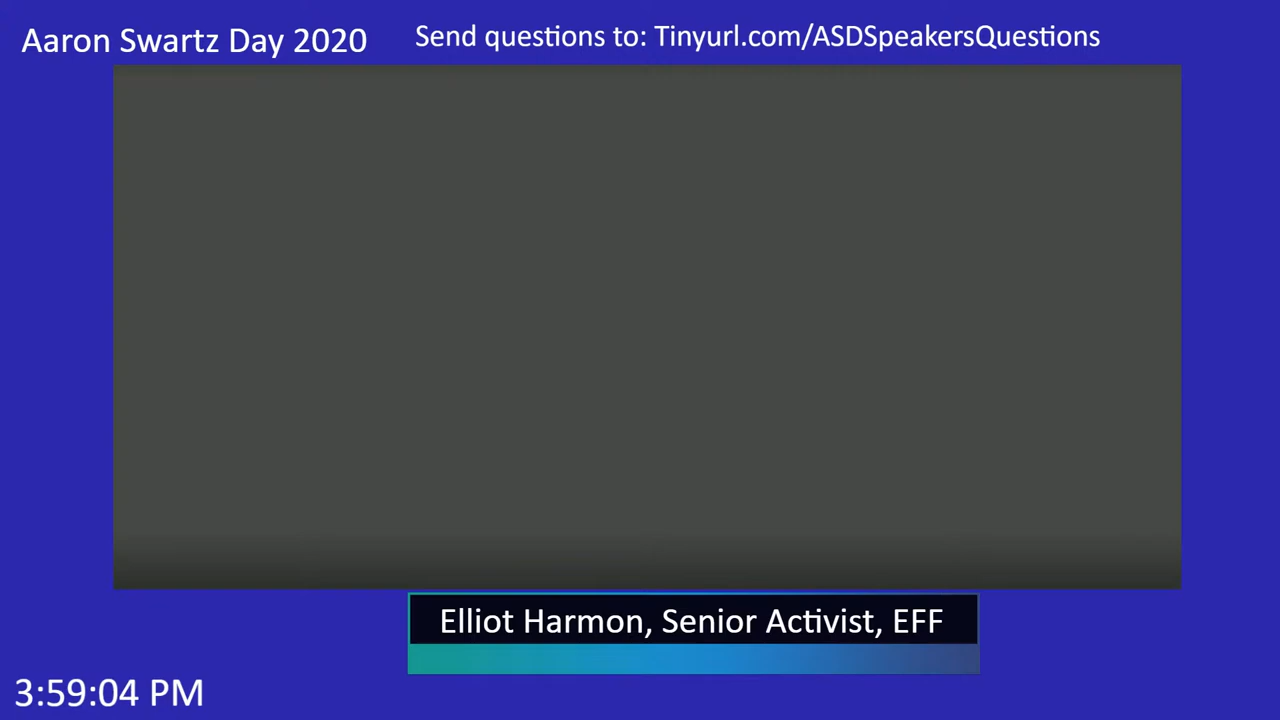 Aaron Swartz Day 2020
Send questions to: Tinyurl.com/ASDSpeakersQuestions
Elliot Harmon, Senior Activist, EFF
3:59:04 PM